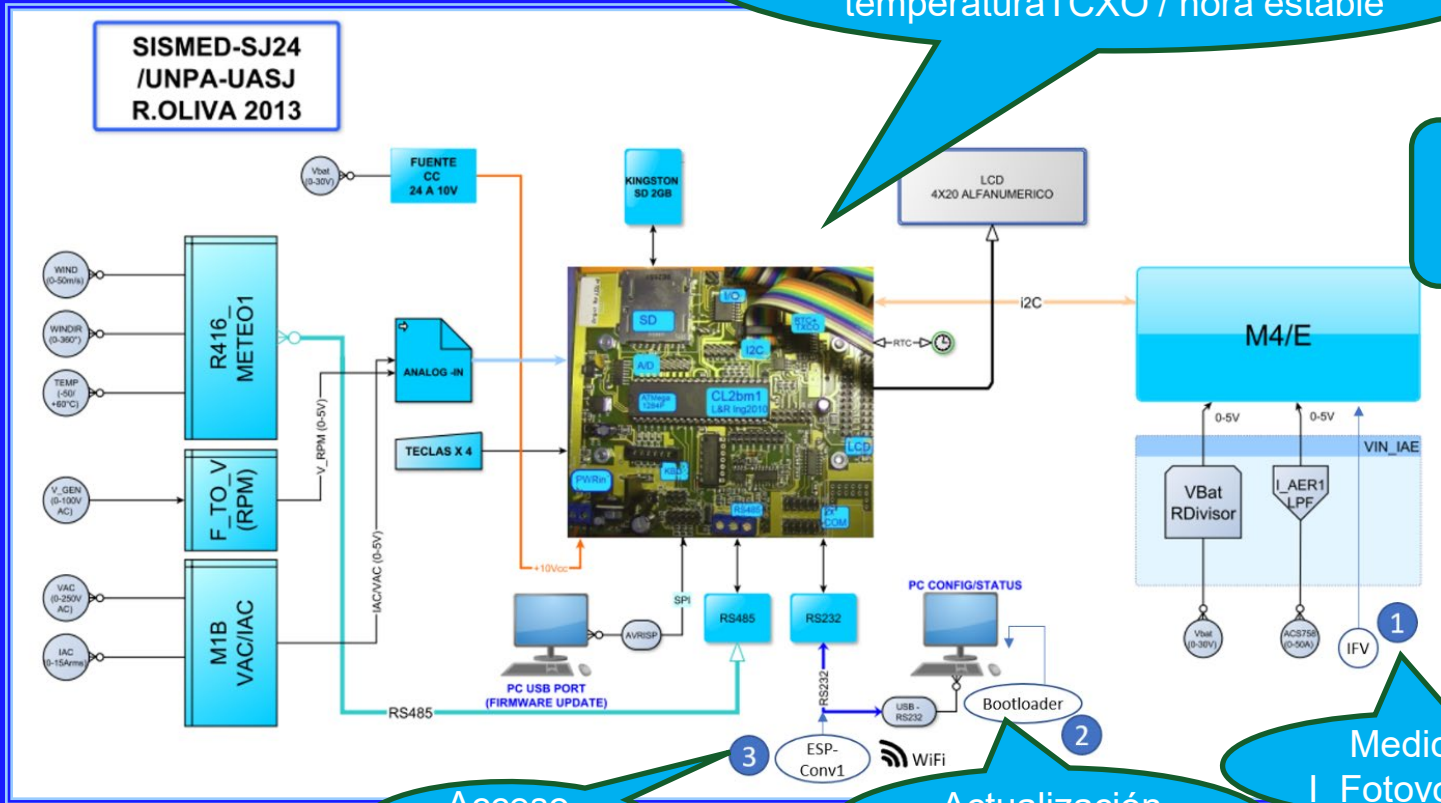 temperaturaTCXO / hora estable
SISMED-SJ24
/UNPA-UASJ
R.OLIVA 2013
Vbat
(0-30V)
FUENTE
CC
24 A 10V
KINGSTON
SD 2GB
LCD
4X20 ALFANUMERICO
WIND
(0-50m/s)
WINDIR
(0-360°)
TEMP
(-50/
+60°C)
R416_
METEO1
ANALOG -IN
V_RPM (0-5V)
TECLAS X 4
V_GEN
(0-100V
AC)
F_TO_V
(RPM)
VAC
(0-250V
AC)
IAC
(0-15Arms)
M1B
VAC/IAC
IAC/VAC (0-5V)
SD
I/O
RTC+
TXCO
I2C
A/D
ATMega
1284P
CL2bm1
L&R Ing2010
LCD
KBD
PWRin
RS485
COM
i2C
RTC
M4/E
0-5V
0-5V
VIN_IAE
VBat
RDivisor
I_AER1
LPF
Vbat
(0-30V)
ACS758
(0-50A)
IFV
1
+10Vcc
SPI
AVRISP
PC USB PORT
(FIRMWARE UPDATE)
RS485
RS485
RS232
RS232
PC CONFIG/STATUS
USB -
RS232
Bootloader
2
3
ESP-
Conv1
WiFi
Medic
I Fotovo
Actualización